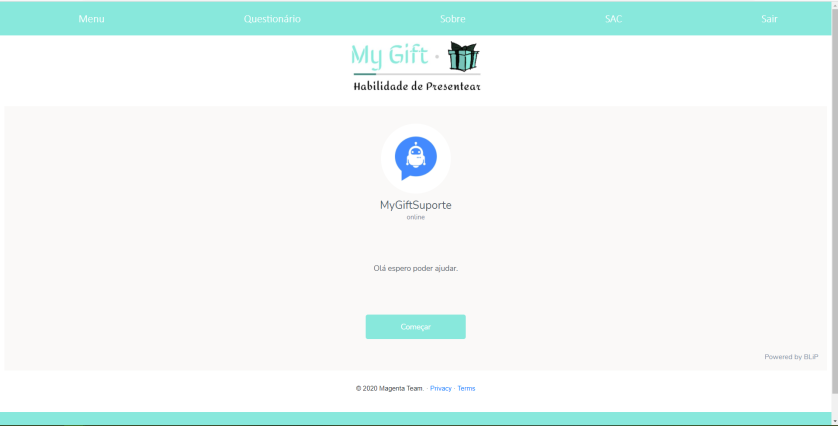 Menu Questionário Sobre SAC Sair
My Gift ·
Habilidade de Presentear
MyGiftSuporte
online
Olá espero poder ajudar.
Começar
Powered by BLiP
© 2020 Magenta Team. · Privacy · Terms